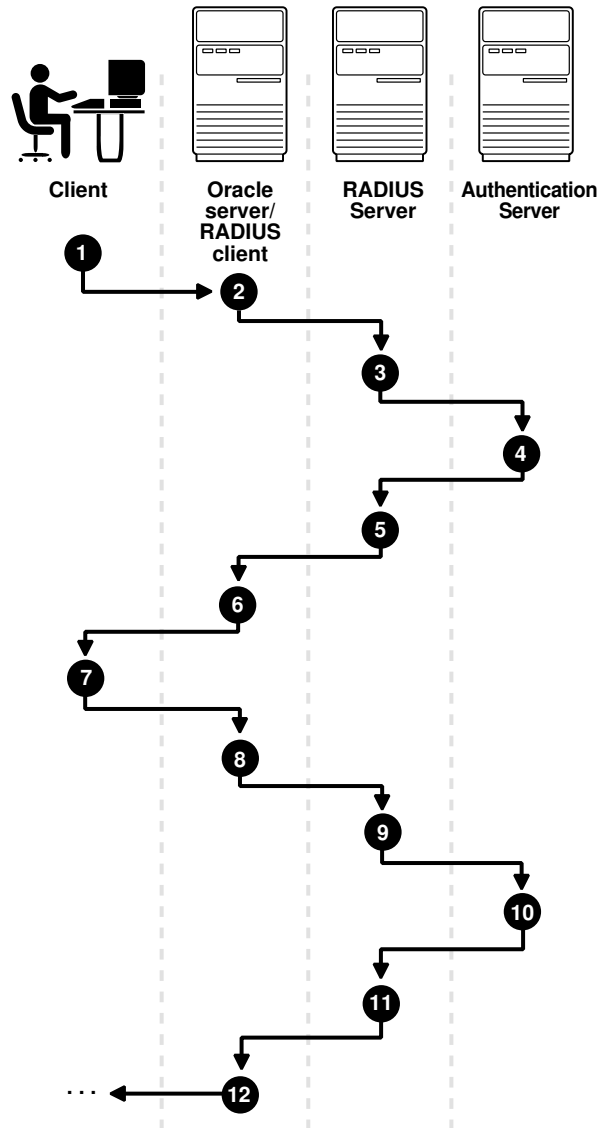 Client
Oracle
server/
RADIUS
client
RADIUS
Server
Authentication
Server
1
2
3
4
5
6
7
8
9
10
11
12
...